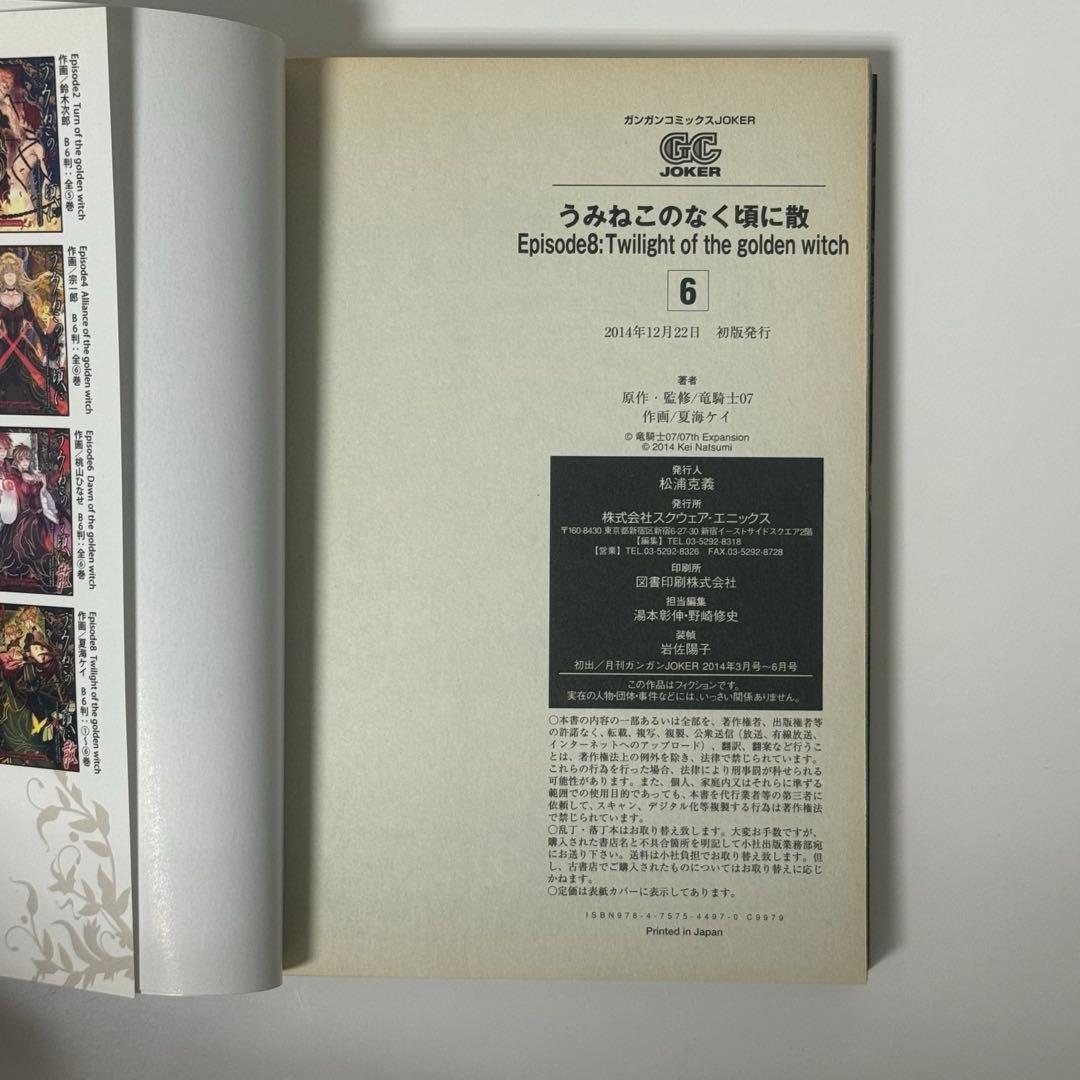 Episode2 Turn of the golden witch
作画／鈴木次郎 B6判：全⑤巻
Episode4 Alliance of the golden witch
作画／宗一郎 B6判：全⑥巻
Episode6 Dawn of the golden witch
作画／桃山ひなせ B6判：全⑥巻
Episode8 Twilight of the golden witch
作画／夏海ケイ B6判：①～⑥巻
ガンガンコミックスJOKER
GC
JOKER
うみねこのなく頃に散
Episode8:Twilight of the golden witch
6
2014年12月22日 初版発行
著者
原作・監修/竜騎士07
作画/夏海ケイ
© 竜騎士07/07th Expansion
© 2014 Kei Natsumi
発行人
松浦克義
発行所
株式会社スクウェア・エニックス
〒160-8430 東京都新宿区新宿6-27-30 新宿イーストサイドスクエア2階
【編集】TEL.03-5292-8318
【営業】TEL.03-5292-8326 FAX.03-5292-8728
印刷所
図書印刷株式会社
担当編集
湯本彰伸・野崎修史
装幀
岩佐陽子
初出／月刊ガンガンJOKER 2014年3月号～6月号
この作品はフィクションです。
実在の人物・団体・事件などには、いっさい関係ありません。
○本書の内容の一部あるいは全部を、著作権者、出版権者等
の許諾なく、転載、複写、複製、公衆送信（放送、有線放送、
インターネットへのアップロード）、翻訳、翻案など行うこ
とは、著作権法上の例外を除き、法律で禁じられています。
これらの行為を行った場合、法律により刑事罰が科せられる
可能性があります。また、個人、家庭内又はそれらに準ずる
範囲での使用目的であっても、本書を代行業者等の第三者に
依頼して、スキャン、デジタル化等複製する行為は著作権法
で禁じられています。
○乱丁・落丁本はお取り替え致します。大変お手数ですが、
購入された書店名と不具合箇所を明記して小社出版業務部宛
にお送り下さい。送料は小社負担でお取り替え致します。但
し、古書店でご購入されたものについてはお取り替えに応じ
かねます。
○定価は表紙カバーに表示してあります。
ISBN978-4-7575-4497-0 C9979
Printed in Japan